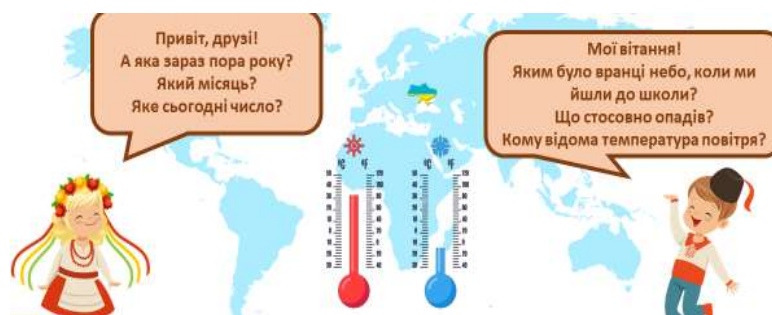 Привіт, друзі!
А яка зараз пора року?
Який місяць?
Яке сьогодні число?
Мої вітання!
Яким було вранці небо, коли ми
йшли до школи?
Що стосовно опадів?
Кому відома температура повітря?
°C °F
°C °F